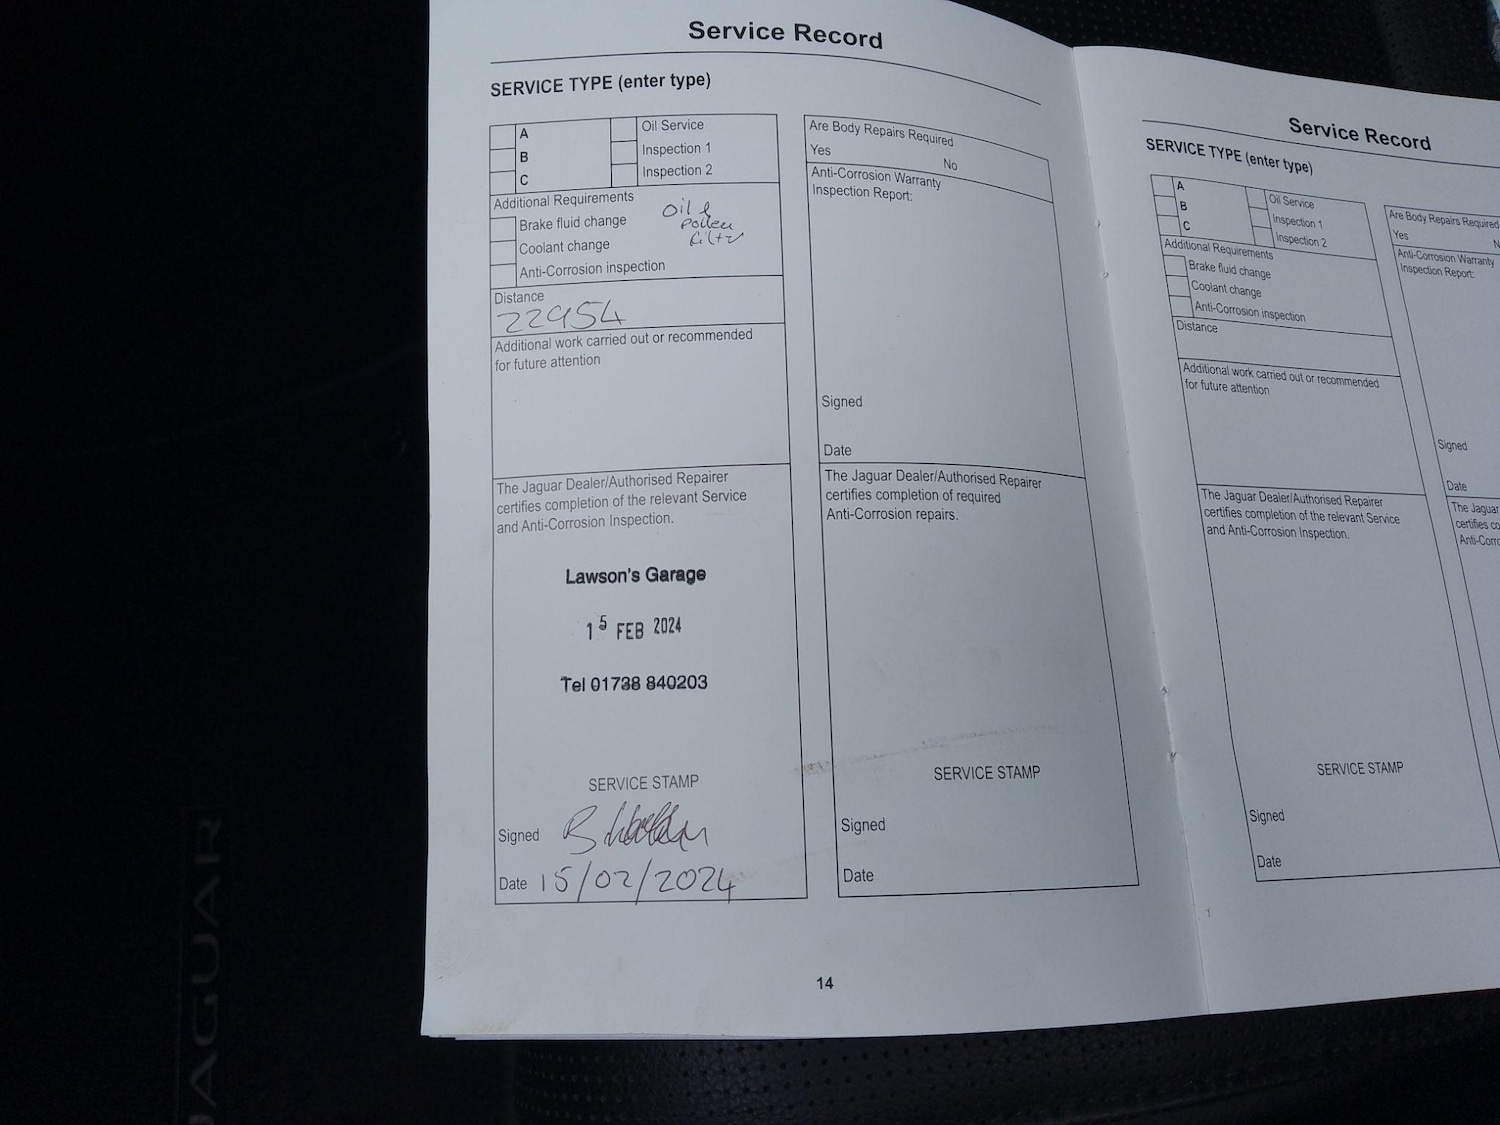 Service Record
SERVICE TYPE (enter type)
A
B
C
Oil Service
Inspection 1
Inspection 2
Additional Requirements
Brake fluid change
Coolant change
Anti-Corrosion inspection
Oil &
Pollen
Filter
Distance
22954
Additional work carried out or recommended
for future attention
The Jaguar Dealer/Authorised Repairer
certifies completion of the relevant Service
and Anti-Corrosion Inspection.
Lawson's Garage
15 FEB 2024
Tel 01738 840203
SERVICE STAMP
Signed
Date 15/02/2024
Are Body Repairs Required
Yes No
Anti-Corrosion Warranty
Inspection Report:
Signed
Date
The Jaguar Dealer/Authorised Repairer
certifies completion of required
Anti-Corrosion repairs.
SERVICE STAMP
Signed
Date
14
Service Record
SERVICE TYPE (enter type)
A
B
C
Oil Service
Inspection 1
Inspection 2
Additional Requirements
Brake fluid change
Coolant change
Anti-Corrosion inspection
Distance
Additional work carried out or recommended
for future attention
The Jaguar Dealer/Authorised Repairer
certifies completion of the relevant Service
and Anti-Corrosion Inspection.
SERVICE STAMP
Signed
Date
Are Body Repairs Required
Yes N
Anti-Corrosion Warranty
Inspection Report:
Signed
Date
The Jaguar
certifies co
Anti-Corro
JAGUAR